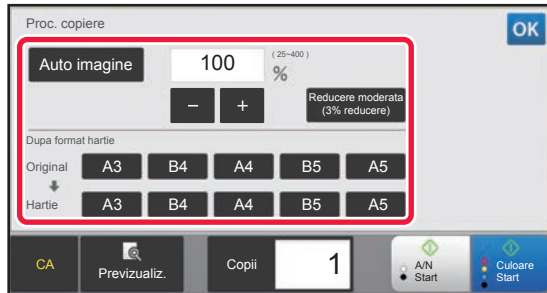 Proc. copiere
OK
Auto imagine
100
(25~400)
%
–
+
Reducere moderata
(3% reducere)
Dupa format hartie
Original
A3
B4
A4
B5
A5
Hartie
A3
B4
A4
B5
A5
CA
Previzualiz.
Copii
1
A/N
Start
Culoare
Start